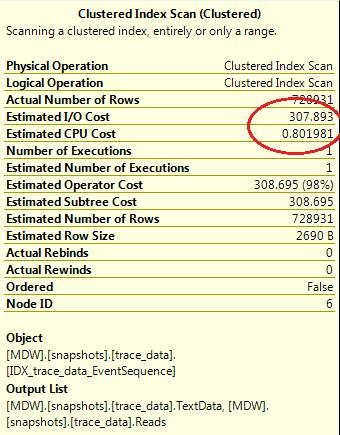 Clustered Index Scan (Clustered)
Scanning a clustered index, entirely or only a range.
Physical Operation Clustered Index Scan
Logical Operation Clustered Index Scan
Actual Number of Rows 728931
Estimated I/O Cost 307.893
Estimated CPU Cost 0.801981
Number of Executions 1
Estimated Number of Executions 1
Estimated Operator Cost 308.695 (98%)
Estimated Subtree Cost 308.695
Estimated Number of Rows 728931
Estimated Row Size 2690 B
Actual Rebinds 0
Actual Rewinds 0
Ordered False
Node ID 6
Object
[MDW].[snapshots].[trace_data].
[IDX_trace_data_EventSequence]
Output List
[MDW].[snapshots].[trace_data].TextData, [MDW].
[snapshots].[trace_data].Reads